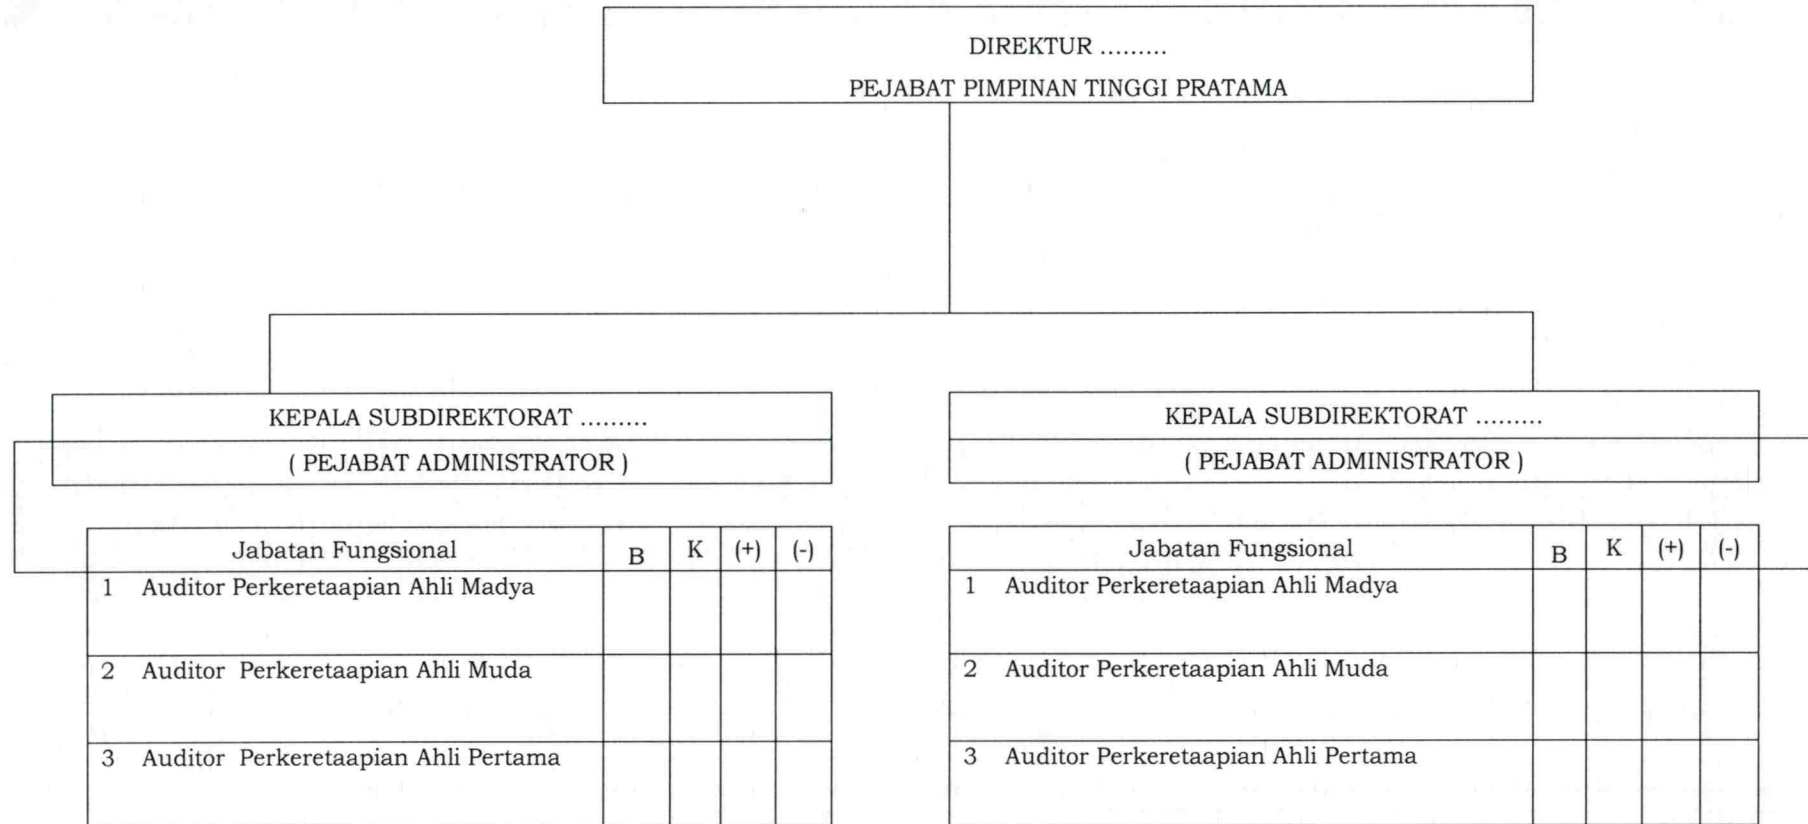 DIREKTUR .........
PEJABAT PIMPINAN TINGGI PRATAMA
KEPALA SUBDIREKTORAT .........
( PEJABAT ADMINISTRATOR )
Jabatan Fungsional B K (+) (-)
1 Auditor Perkeretaapian Ahli Madya
2 Auditor Perkeretaapian Ahli Muda
3 Auditor Perkeretaapian Ahli Pertama
KEPALA SUBDIREKTORAT .........
( PEJABAT ADMINISTRATOR )
Jabatan Fungsional B K (+) (-)
1 Auditor Perkeretaapian Ahli Madya
2 Auditor Perkeretaapian Ahli Muda
3 Auditor Perkeretaapian Ahli Pertama